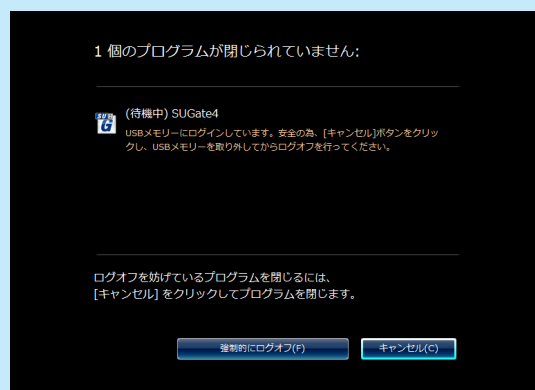 1 個のプログラムが閉じられていません:
(待機中) SUGate4
USBメモリーにログインしています。安全の為、[キャンセル]ボタンをクリッ
クし、USBメモリーを取り外してからログオフを行ってください。
ログオフを妨げているプログラムを閉じるには、
[キャンセル] をクリックしてプログラムを閉じます。
強制的にログオフ(F)
キャンセル(C)